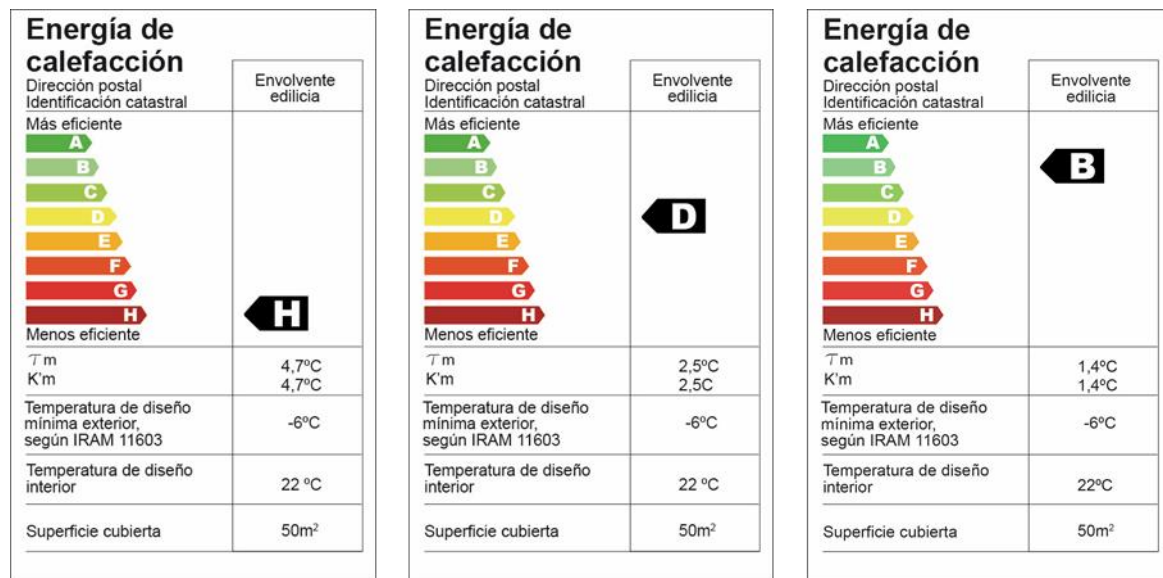 Energía de
calefacción
Dirección postal
Identificación catastral
Envolvente
edilicia
Más eficiente
A
B
C
D
E
F
G
H
H
Menos eficiente
τm 4,7ºC
K'm 4,7ºC
Temperatura de diseño
mínima exterior, -6ºC
según IRAM 11603
Temperatura de diseño
interior 22 ºC
Superficie cubierta 50m²
Energía de
calefacción
Dirección postal
Identificación catastral
Envolvente
edilicia
Más eficiente
A
B
C
D
D
E
F
G
H
Menos eficiente
τm 2,5ºC
K'm 2,5C
Temperatura de diseño
mínima exterior, -6ºC
según IRAM 11603
Temperatura de diseño
interior 22 ºC
Superficie cubierta 50m²
Energía de
calefacción
Dirección postal
Identificación catastral
Envolvente
edilicia
Más eficiente
A
B
B
C
D
E
F
G
H
Menos eficiente
τm 1,4ºC
K'm 1,4ºC
Temperatura de diseño
mínima exterior, -6ºC
según IRAM 11603
Temperatura de diseño
interior 22ºC
Superficie cubierta 50m²